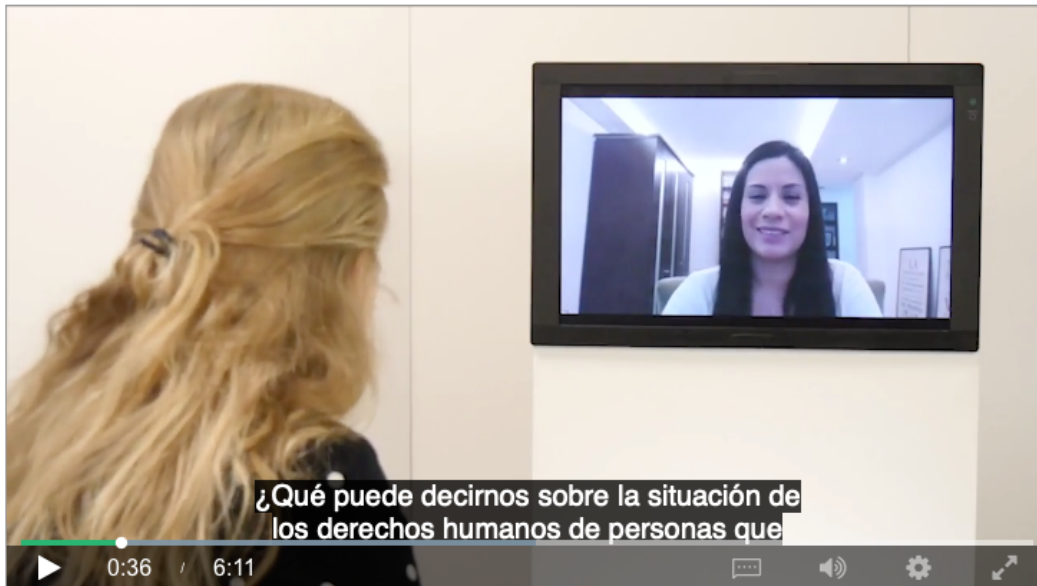 ¿Qué puede decirnos sobre la situación de
los derechos humanos de personas que
0:36 / 6:11